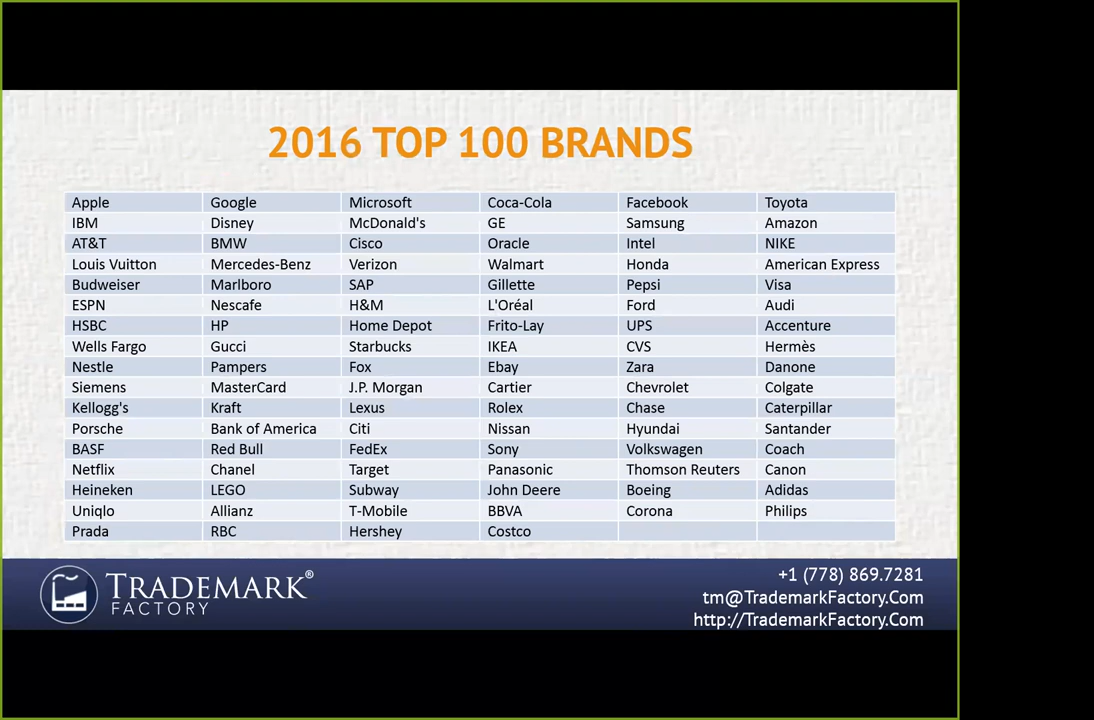 2016 TOP 100 BRANDS
Apple Google Microsoft Coca-Cola Facebook Toyota
IBM Disney McDonald's GE Samsung Amazon
AT&T BMW Cisco Oracle Intel NIKE
Louis Vuitton Mercedes-Benz Verizon Walmart Honda American Express
Budweiser Marlboro SAP Gillette Pepsi Visa
ESPN Nescafe H&M L'Oréal Ford Audi
HSBC HP Home Depot Frito-Lay UPS Accenture
Wells Fargo Gucci Starbucks IKEA CVS Hermès
Nestle Pampers Fox Ebay Zara Danone
Siemens MasterCard J.P. Morgan Cartier Chevrolet Colgate
Kellogg's Kraft Lexus Rolex Chase Caterpillar
Porsche Bank of America Citi Nissan Hyundai Santander
BASF Red Bull FedEx Sony Volkswagen Coach
Netflix Chanel Target Panasonic Thomson Reuters Canon
Heineken LEGO Subway John Deere Boeing Adidas
Uniqlo Allianz T-Mobile BBVA Corona Philips
Prada RBC Hershey Costco
TRADEMARK®
FACTORY
+1 (778) 869.7281
tm@TrademarkFactory.Com
http://TrademarkFactory.Com